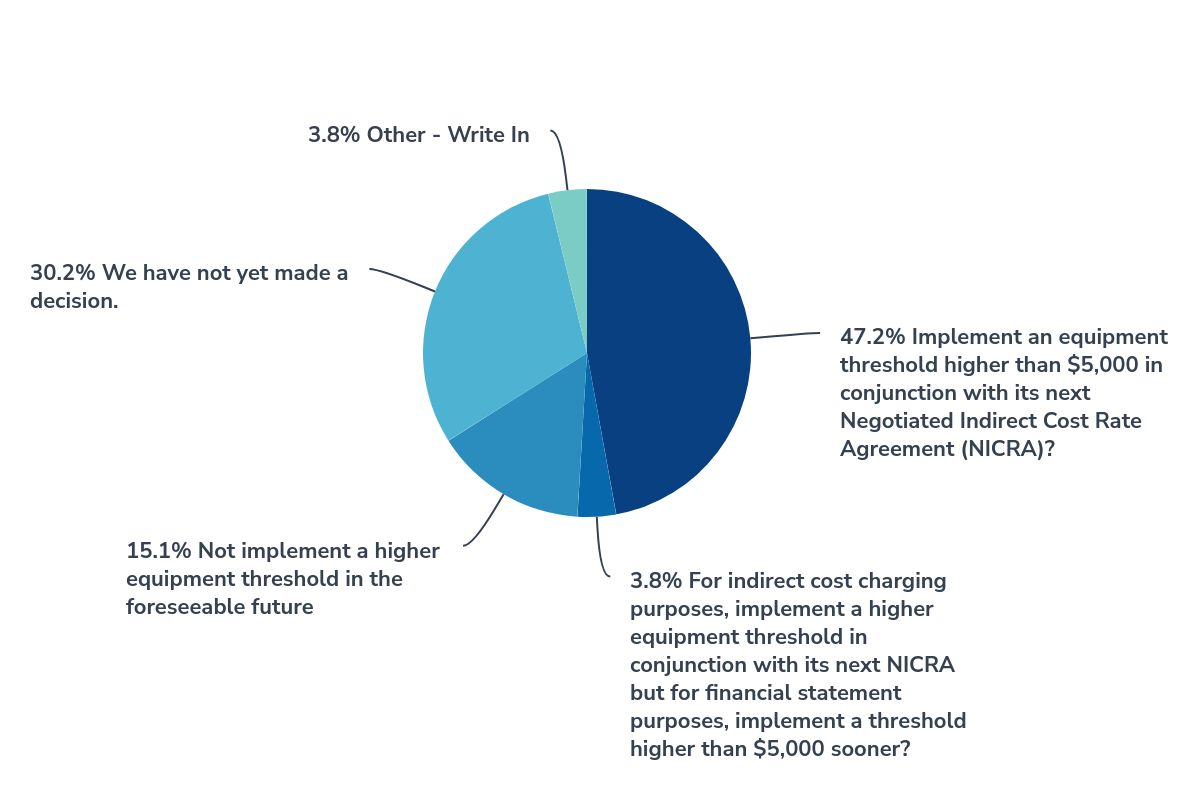 3.8% Other - Write In
30.2% We have not yet made a
decision.
47.2% Implement an equipment
threshold higher than $5,000 in
conjunction with its next
Negotiated Indirect Cost Rate
Agreement (NICRA)?
15.1% Not implement a higher
equipment threshold in the
foreseeable future
3.8% For indirect cost charging
purposes, implement a higher
equipment threshold in
conjunction with its next NICRA
but for financial statement
purposes, implement a threshold
higher than $5,000 sooner?